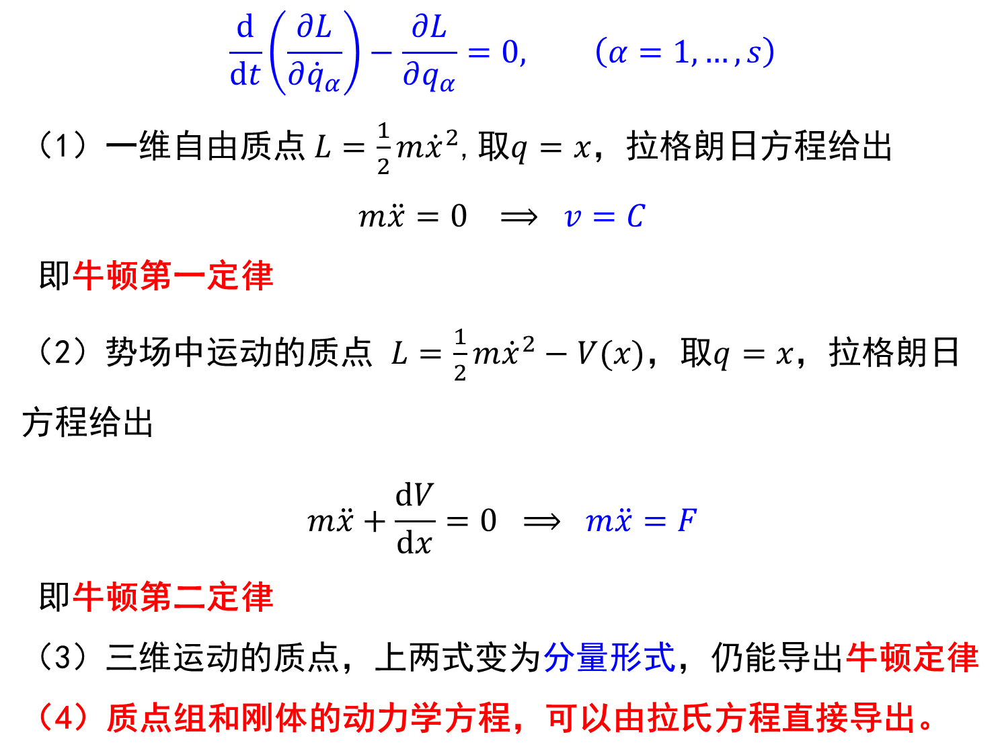 $\frac{\mathrm{d}}{\mathrm{d}t}\left(\frac{\partial L}{\partial \dot{q}_\alpha}\right) - \frac{\partial L}{\partial q_\alpha} = 0, \quad (\alpha = 1, \ldots, s)$
（1）一维自由质点 $L = \frac{1}{2}m\dot{x}^2$, 取$q = x$，拉格朗日方程给出
$m\ddot{x} = 0 \implies v = C$
即牛顿第一定律
（2）势场中运动的质点 $L = \frac{1}{2}m\dot{x}^2 - V(x)$，取$q = x$，拉格朗日
方程给出
$m\ddot{x} + \frac{\mathrm{d}V}{\mathrm{d}x} = 0 \implies m\ddot{x} = F$
即牛顿第二定律
（3）三维运动的质点，上两式变为分量形式，仍能导出牛顿定律
（4）质点组和刚体的动力学方程，可以由拉氏方程直接导出。